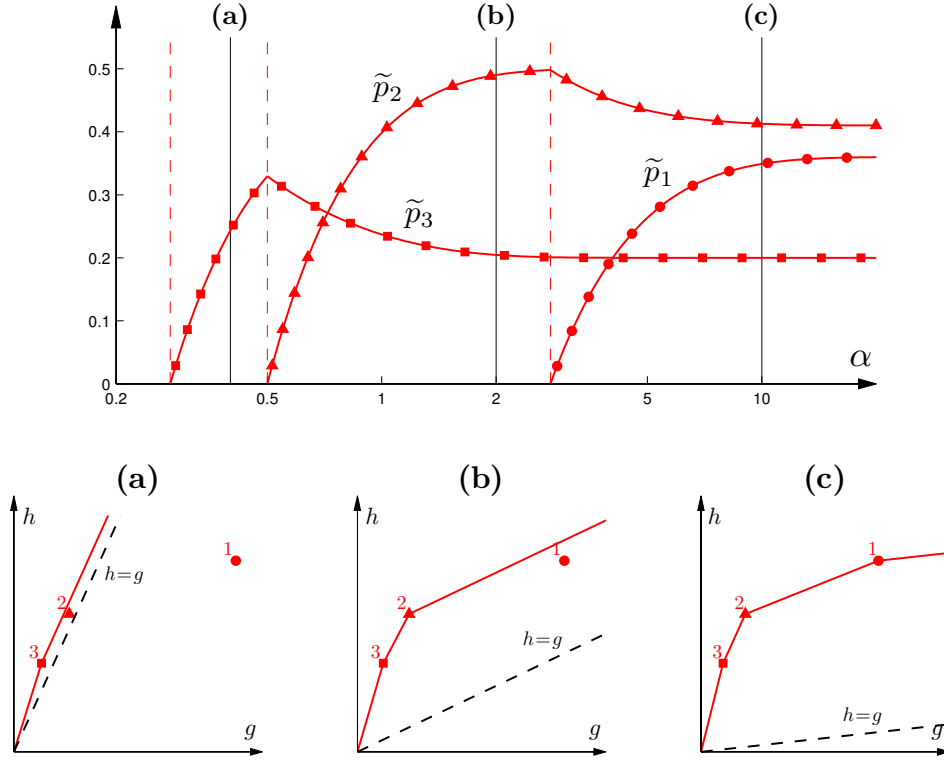 (a) (b) (c)
0.5
0.4
0.3
0.2
0.1
0
p̃₂
p̃₁
p̃₃
α
0.2 0.5 1 2 5 10
(a) (b) (c)
h h h
1 1 1
h=g
2 2 2
3 3 3
h=g
h=g
g g g